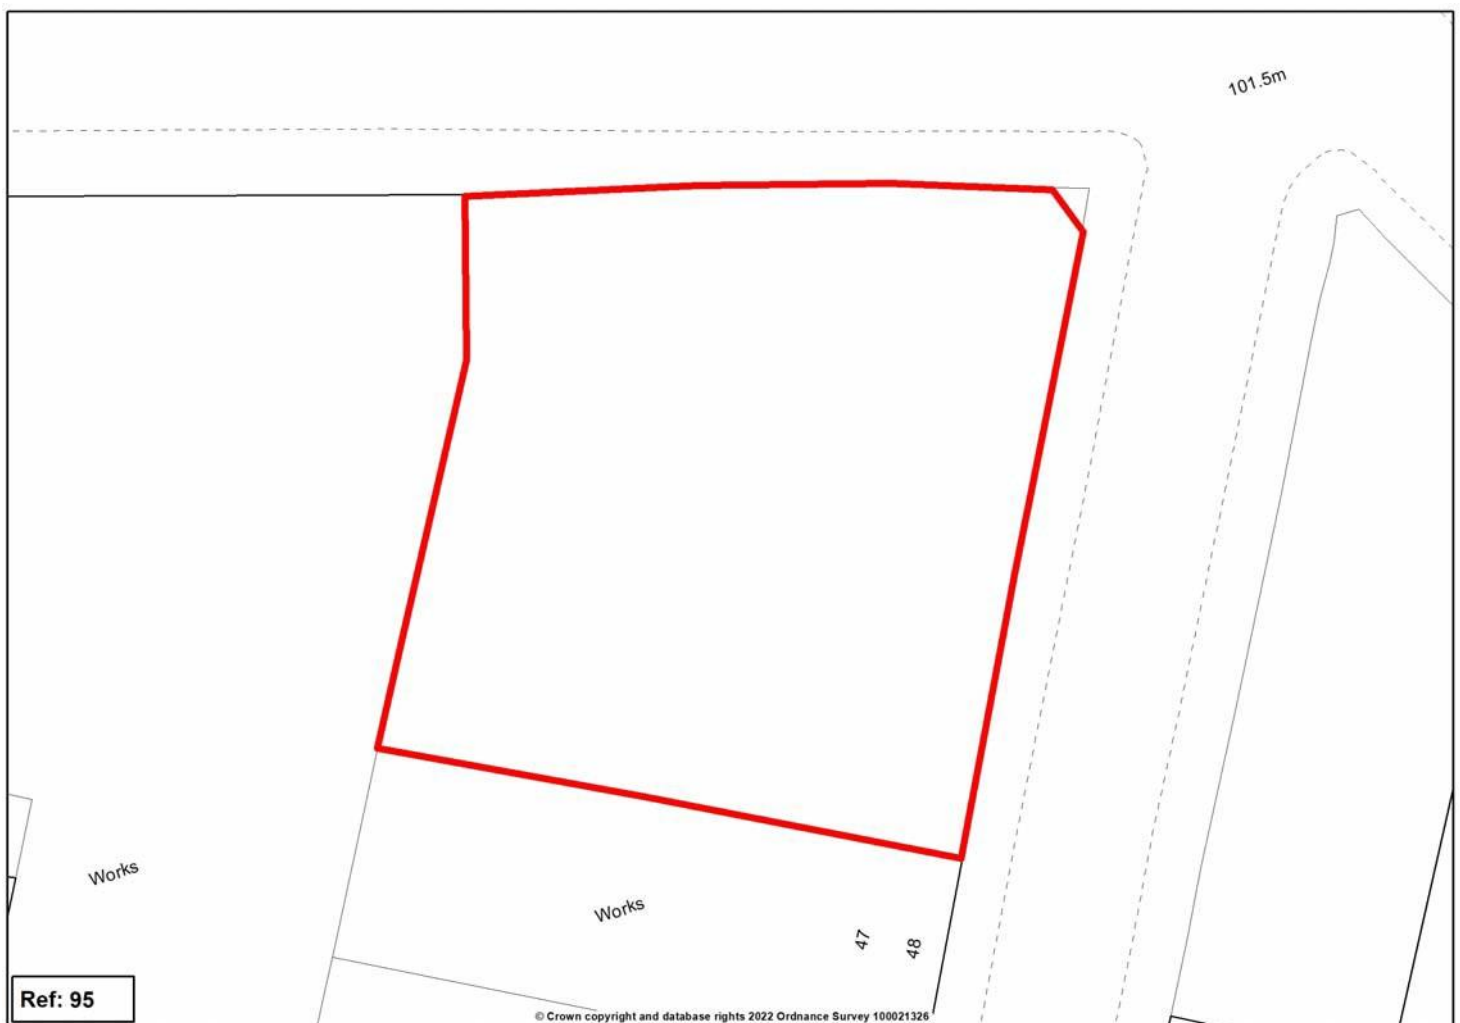 101.5m
Works
Works
47
48
Ref: 95
© Crown copyright and database rights 2022 Ordnance Survey 100021326